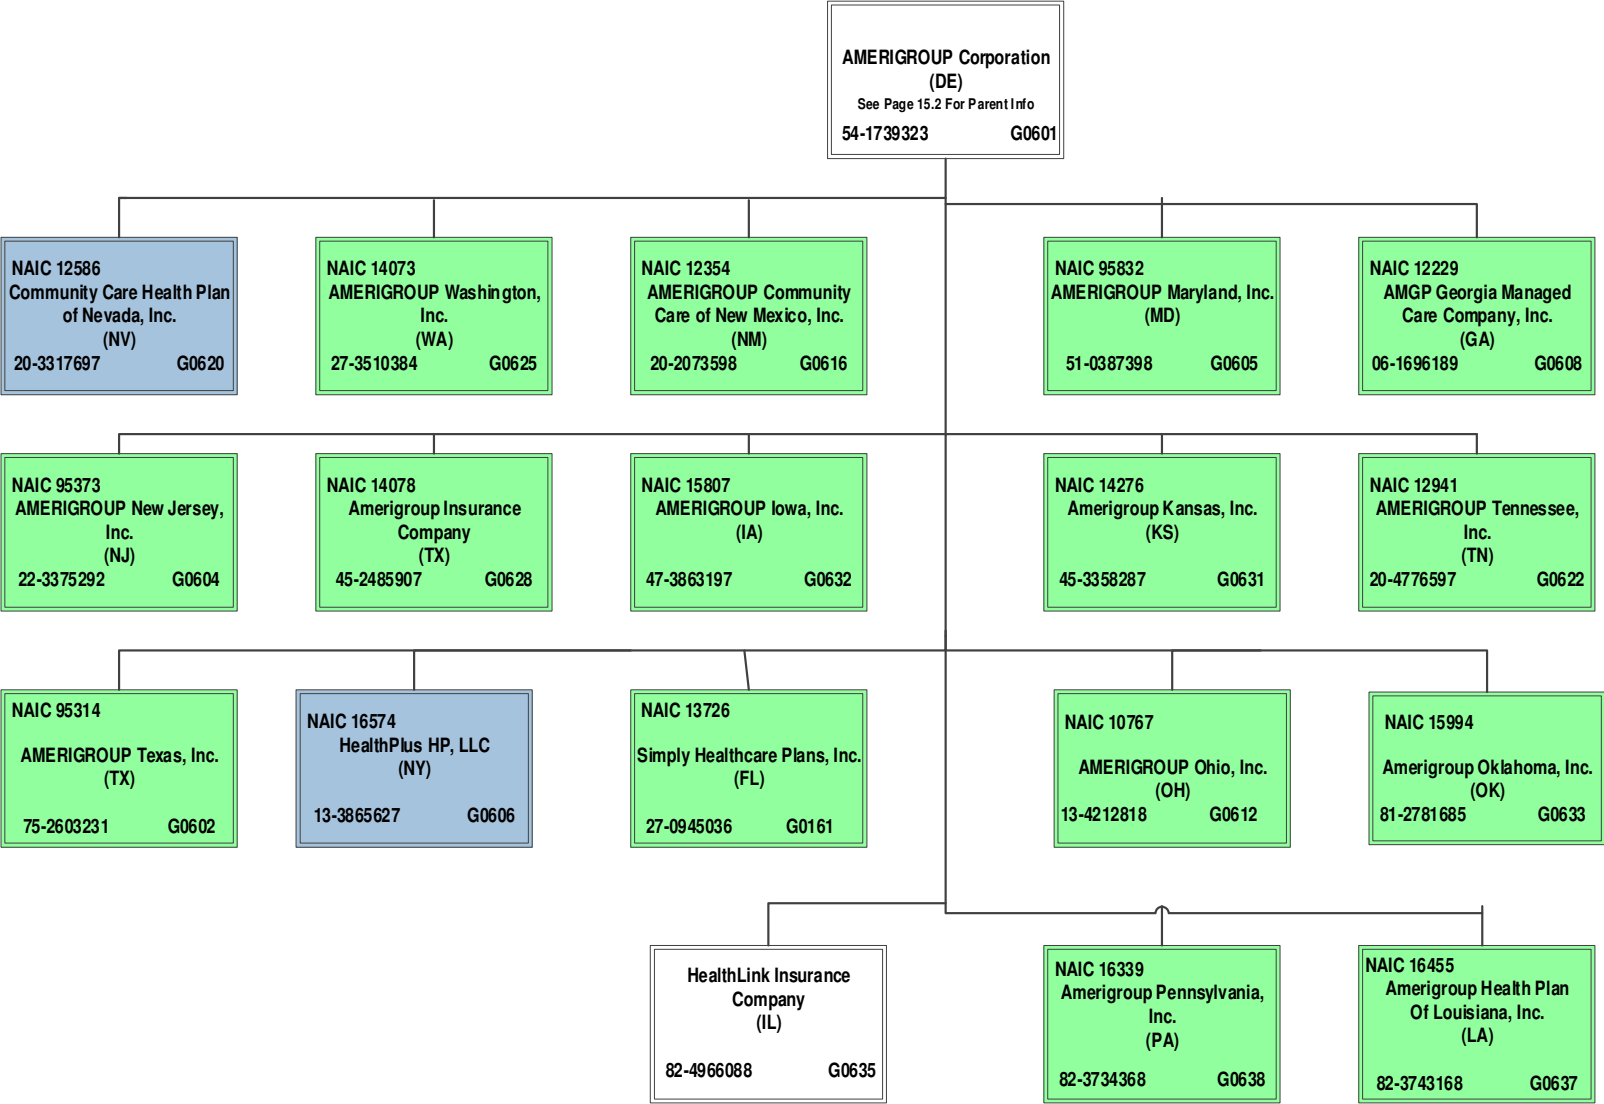 AMERIGROUP Corporation
(DE)
See Page 15.2 For Parent Info
54-1739323 G0601
NAIC 12586
Community Care Health Plan
of Nevada, Inc.
(NV)
20-3317697 G0620
NAIC 14073
AMERIGROUP Washington,
Inc.
(WA)
27-3510384 G0625
NAIC 12354
AMERIGROUP Community
Care of New Mexico, Inc.
(NM)
20-2073598 G0616
NAIC 95832
AMERIGROUP Maryland, Inc.
(MD)
51-0387398 G0605
NAIC 12229
AMGP Georgia Managed
Care Company, Inc.
(GA)
06-1696189 G0608
NAIC 95373
AMERIGROUP New Jersey,
Inc.
(NJ)
22-3375292 G0604
NAIC 14078
Amerigroup Insurance
Company
(TX)
45-2485907 G0628
NAIC 15807
AMERIGROUP Iowa, Inc.
(IA)
47-3863197 G0632
NAIC 14276
Amerigroup Kansas, Inc.
(KS)
45-3358287 G0631
NAIC 12941
AMERIGROUP Tennessee,
Inc.
(TN)
20-4776597 G0622
NAIC 95314
AMERIGROUP Texas, Inc.
(TX)
75-2603231 G0602
NAIC 16574
HealthPlus HP, LLC
(NY)
13-3865627 G0606
NAIC 13726
Simply Healthcare Plans, Inc.
(FL)
27-0945036 G0161
NAIC 10767
AMERIGROUP Ohio, Inc.
(OH)
13-4212818 G0612
NAIC 15994
Amerigroup Oklahoma, Inc.
(OK)
81-2781685 G0633
HealthLink Insurance
Company
(IL)
82-4966088 G0635
NAIC 16339
Amerigroup Pennsylvania,
Inc.
(PA)
82-3734368 G0638
NAIC 16455
Amerigroup Health Plan
Of Louisiana, Inc.
(LA)
82-3743168 G0637